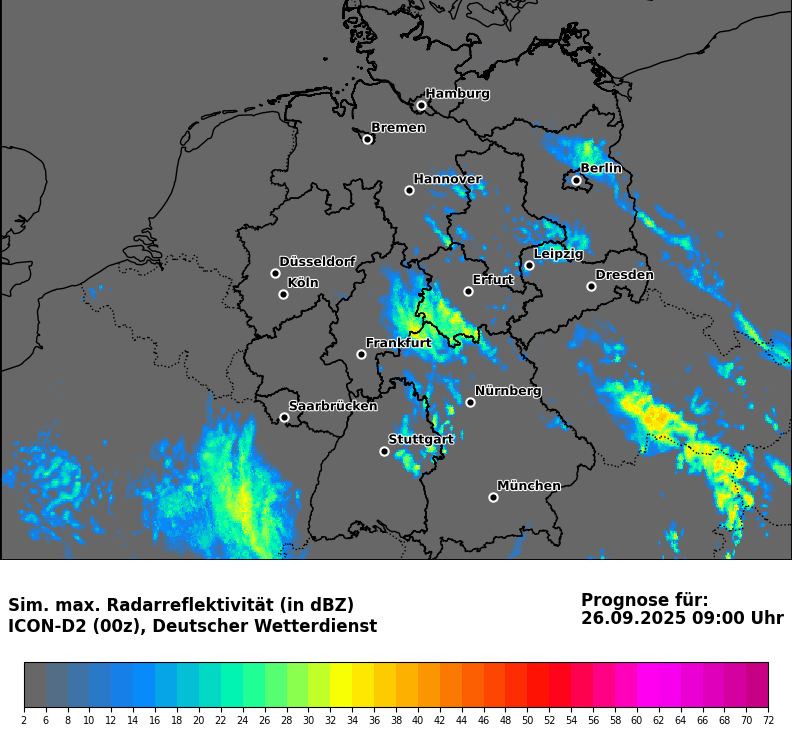 Hamburg
Bremen
Berlin
Hannover
Leipzig
Düsseldorf
Dresden
Köln
Erfurt
Frankfurt
Nürnberg
Saarbrücken
Stuttgart
München
Sim. max. Radarreflektivität (in dBZ)
ICON-D2 (00z), Deutscher Wetterdienst
Prognose für:
26.09.2025 09:00 Uhr
2 6 8 10 12 14 16 18 20 22 24 26 28 30 32 34 36 38 40 42 44 46 48 50 52 54 56 58 60 62 64 66 68 70 72